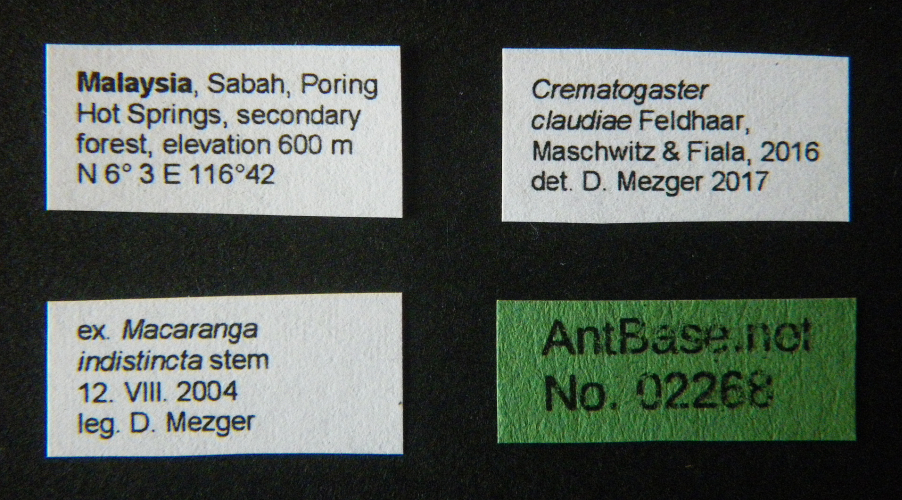 Malaysia, Sabah, Poring
Hot Springs, secondary
forest, elevation 600 m
N 6° 3 E 116°42
Crematogaster
claudiae Feldhaar,
Maschwitz & Fiala, 2016
det. D. Mezger 2017
ex. Macaranga
indistincta stem
12. VIII. 2004
leg. D. Mezger
AntBase.net
No. 02268